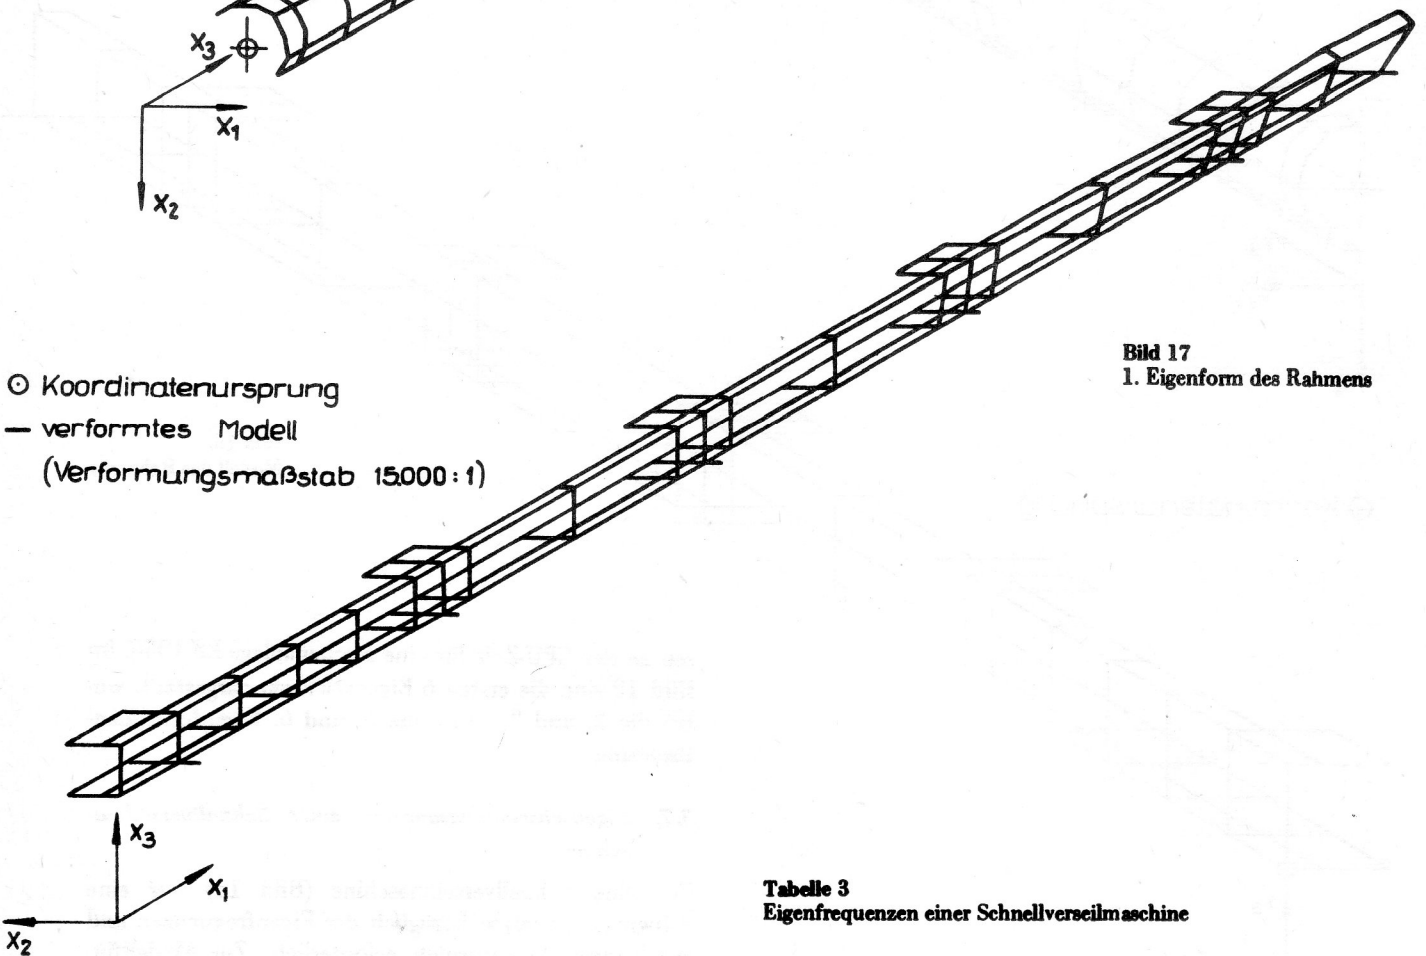 X3
X1
X2
Bild 17
1. Eigenform des Rahmens
⊙ Koordinatenursprung
— verformtes Modell
(Verformungsmaßstab 15.000:1)
X3
X1
X2
Tabelle 3
Eigenfrequenzen einer Schnellverseilmaschine